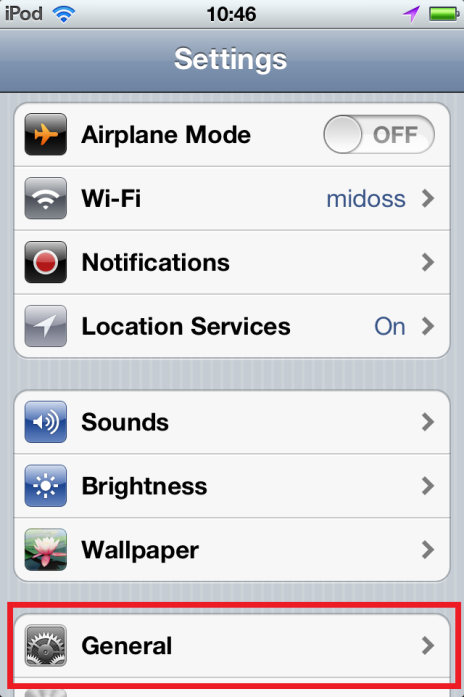 iPod 10:46
Settings
Airplane Mode OFF
Wi-Fi midoss
Notifications
Location Services On
Sounds
Brightness
Wallpaper
General